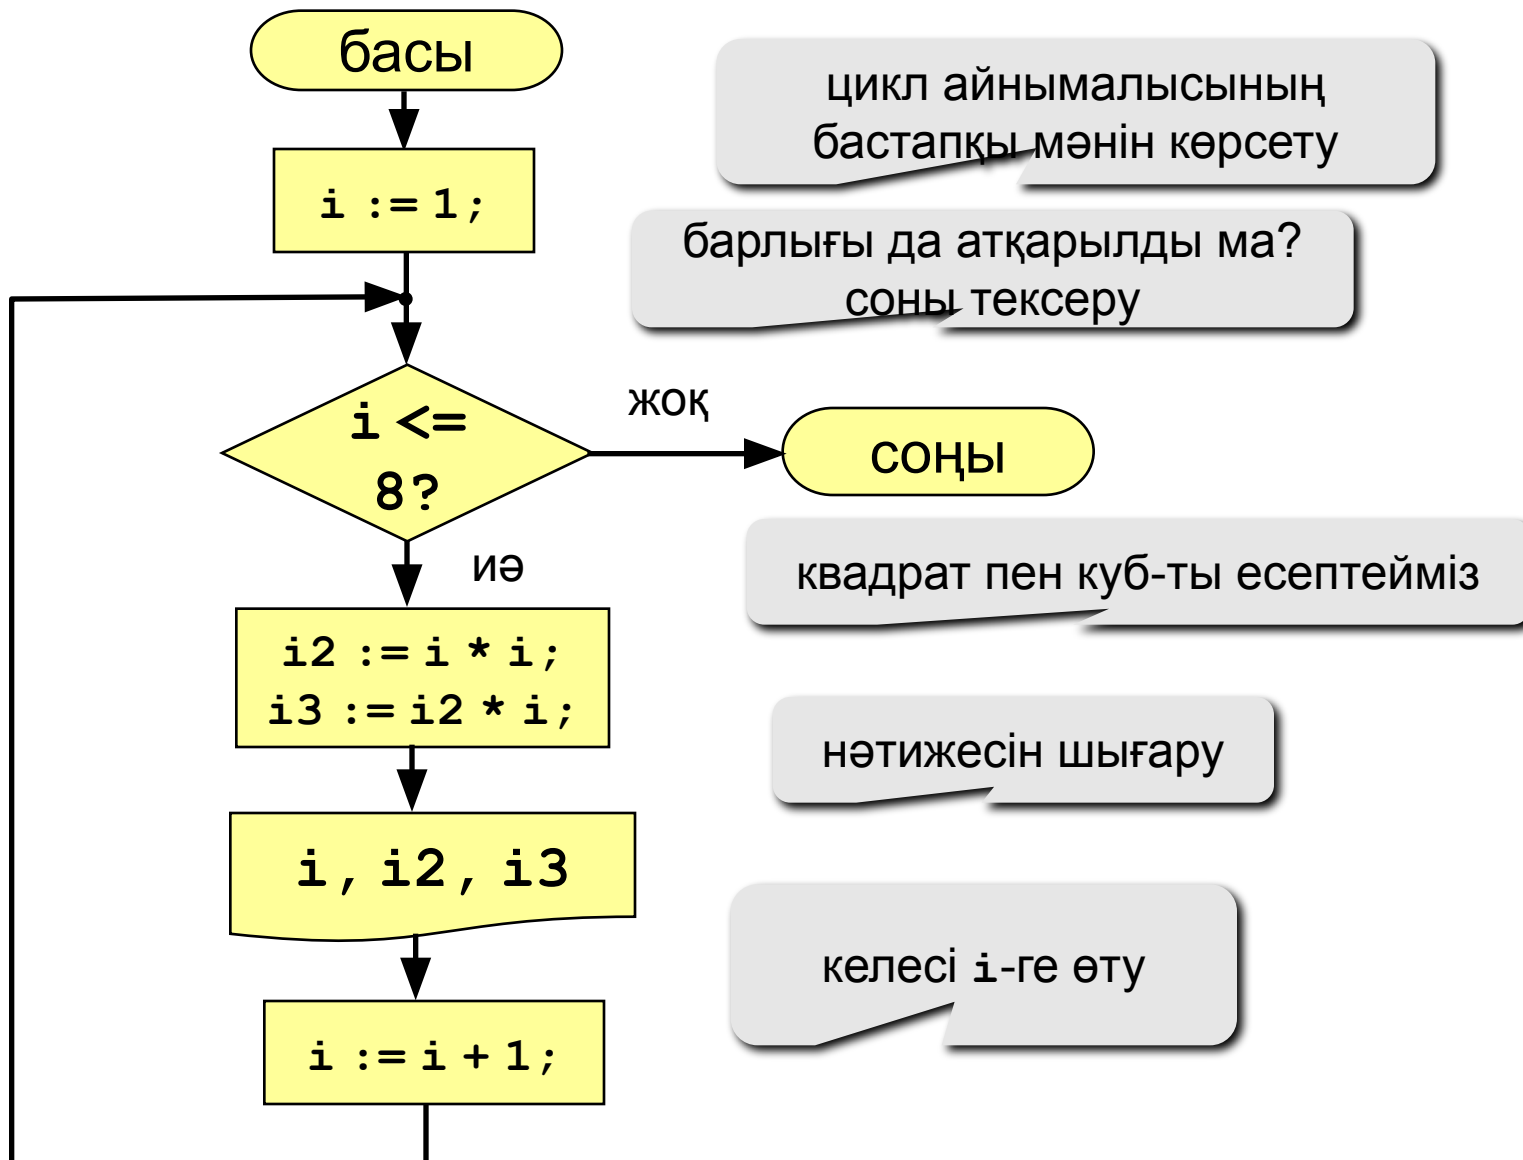 басы
цикл айнымалысының
бастапқы мәнін көрсету
i := 1;
барлығы да атқарылды ма?
соны тексеру
i <=
8?
жоқ
соңы
иә
квадрат пен куб-ты есептейміз
i2 := i * i;
i3 := i2 * i;
нәтижесін шығару
i, i2, i3
келесі i-ге өту
i := i + 1;